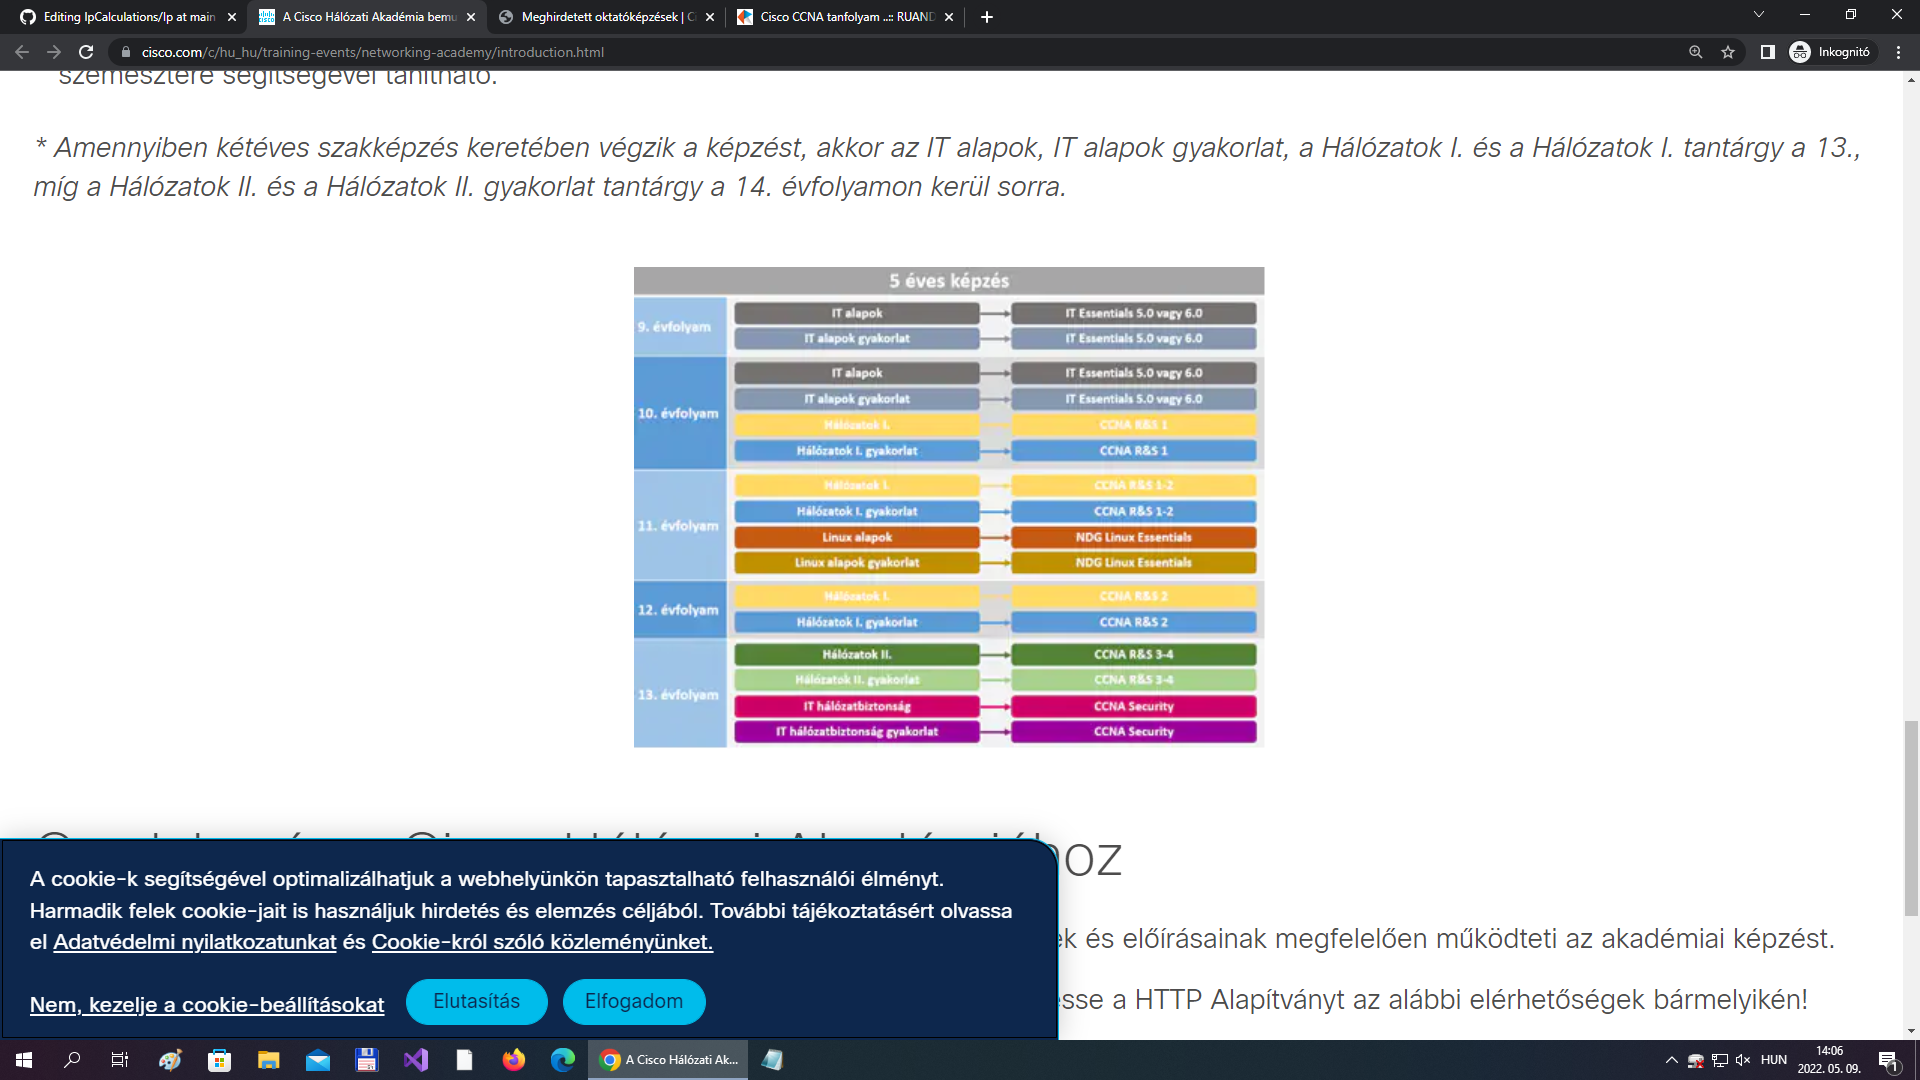 Editing IpCalculations/Ip at main
A Cisco Hálózati Akadémia bemu
Meghirdetett oktatóképzések | C
Cisco CCNA tanfolyam ..:: RUAND
cisco.com/c/hu_hu/training-events/networking-academy/introduction.html
Inkognitó
szemesztere segítségével tanítható.
* Amennyiben kétéves szakképzés keretében végzik a képzést, akkor az IT alapok, IT alapok gyakorlat, a Hálózatok I. és a Hálózatok I. tantárgy a 13.,
míg a Hálózatok II. és a Hálózatok II. gyakorlat tantárgy a 14. évfolyamon kerül sorra.
5 éves képzés
9. évfolyam
IT alapok
IT Essentials 5.0 vagy 6.0
IT alapok gyakorlat
IT Essentials 5.0 vagy 6.0
10. évfolyam
IT alapok
IT Essentials 5.0 vagy 6.0
IT alapok gyakorlat
IT Essentials 5.0 vagy 6.0
Hálózatok I.
CCNA R&S 1
Hálózatok I. gyakorlat
CCNA R&S 1
11. évfolyam
Hálózatok I.
CCNA R&S 1-2
Hálózatok I. gyakorlat
CCNA R&S 1-2
Linux alapok
NDG Linux Essentials
Linux alapok gyakorlat
NDG Linux Essentials
12. évfolyam
Hálózatok I.
CCNA R&S 2
Hálózatok I. gyakorlat
CCNA R&S 2
13. évfolyam
Hálózatok II.
CCNA R&S 3-4
Hálózatok II. gyakorlat
CCNA R&S 3-4
IT hálózatbiztonság
CCNA Security
IT hálózatbiztonság gyakorlat
CCNA Security
hoz
A cookie-k segítségével optimalizálhatjuk a webhelyünkön tapasztalható felhasználói élményt.
Harmadik felek cookie-jait is használjuk hirdetés és elemzés céljából. További tájékoztatásért olvassa
el Adatvédelmi nyilatkozatunkat és Cookie-król szóló közleményünket.
Nem, kezelje a cookie-beállításokat
Elutasítás
Elfogadom
ek és előírásainak megfelelően működteti az akadémiai képzést.
esse a HTTP Alapítványt az alábbi elérhetőségek bármelyikén!
A Cisco Hálózati Ak...
HUN
14:06
2022. 05. 09.
1